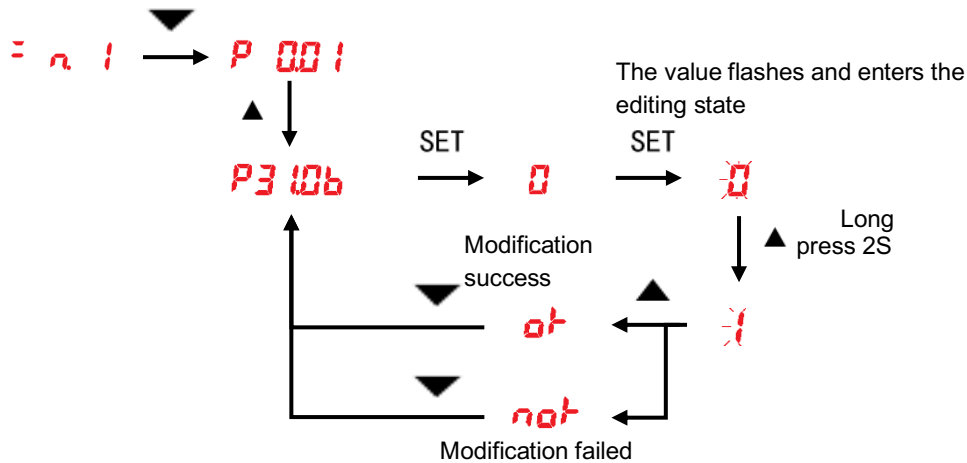 = n. 1
P 0.01
The value flashes and enters the
editing state
SET
SET
P31.0b
0
0
Long
press 2S
Modification
success
ok
1
not
Modification failed